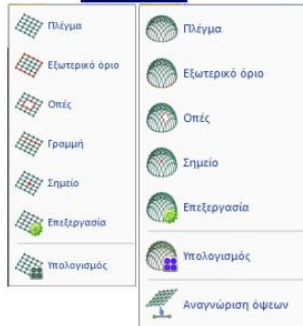 Πλέγμα
Εξωτερικό όριο
Οπές
Γραμμή
Σημείο
Επεξεργασία
Υπολογισμός
Πλέγμα
Εξωτερικό όριο
Οπές
Σημείο
Επεξεργασία
Υπολογισμός
Αναγνώριση όψεων